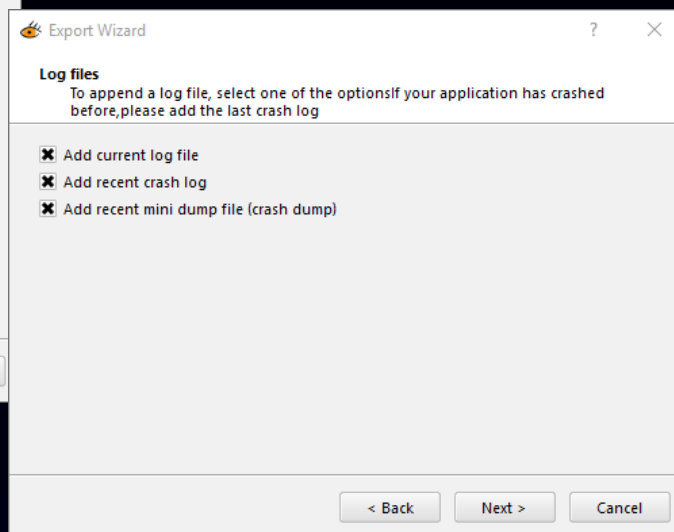 Export Wizard
?
Log files
To append a log file, select one of the optionsIf your application has crashed
before,please add the last crash log
Add current log file
Add recent crash log
Add recent mini dump file (crash dump)
< Back Next > Cancel